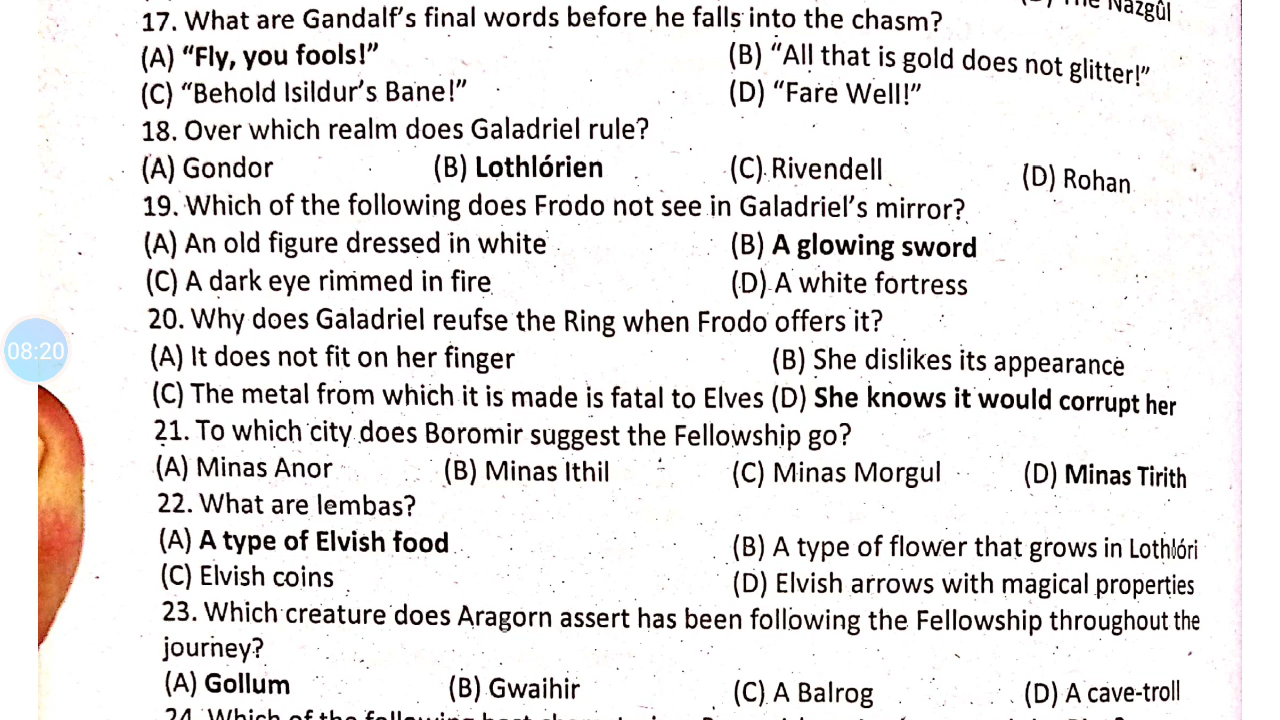 Nazgûl
17. What are Gandalf’s final words before he falls into the chasm?
(A) “Fly, you fools!” (B) “All that is gold does not glitter!”
(C) “Behold Isildur’s Bane!” (D) “Fare Well!”
18. Over which realm does Galadriel rule?
(A) Gondor (B) Lothlórien (C) Rivendell (D) Rohan
19. Which of the following does Frodo not see in Galadriel’s mirror?
(A) An old figure dressed in white (B) A glowing sword
(C) A dark eye rimmed in fire (D) A white fortress
20. Why does Galadriel reufse the Ring when Frodo offers it?
(A) It does not fit on her finger (B) She dislikes its appearance
(C) The metal from which it is made is fatal to Elves (D) She knows it would corrupt her
08:20
21. To which city does Boromir suggest the Fellowship go?
(A) Minas Anor (B) Minas Ithil (C) Minas Morgul (D) Minas Tirith
22. What are lembas?
(A) A type of Elvish food (B) A type of flower that grows in Lothlóri
(C) Elvish coins (D) Elvish arrows with magical properties
23. Which creature does Aragorn assert has been following the Fellowship throughout the
journey?
(A) Gollum (B) Gwaihir (C) A Balrog (D) A cave-troll
24. Which of the following